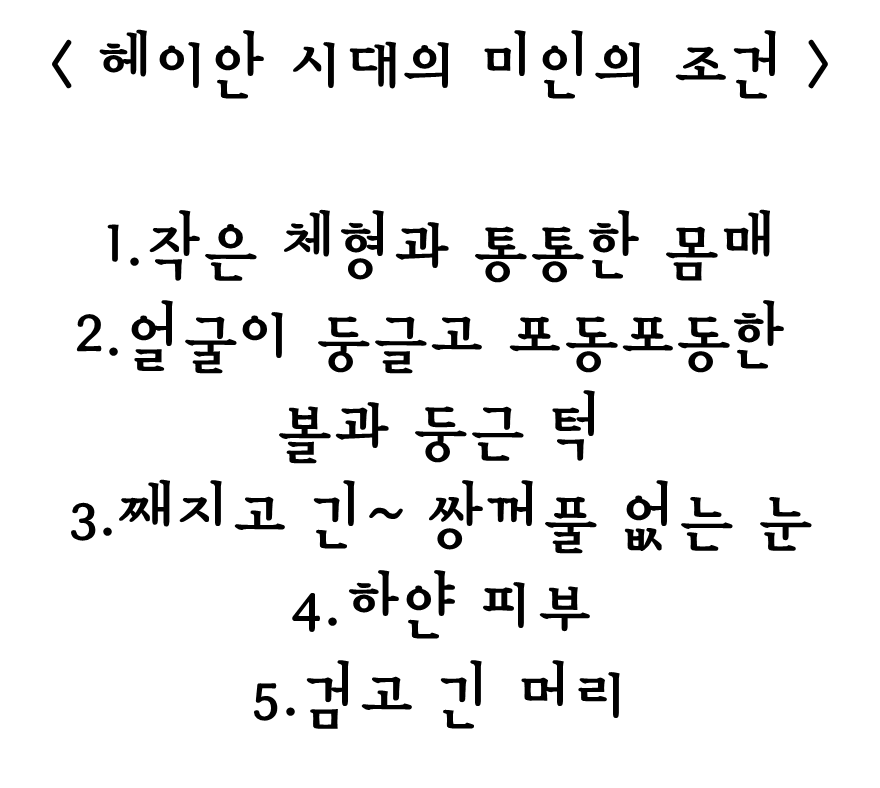 < 헤이안 시대의 미인의 조건 >
1.작은 체형과 통통한 몸매
2.얼굴이 둥글고 포동포동한
볼과 둥근 턱
3.째지고 긴~ 쌍꺼풀 없는 눈
4.하얀 피부
5.검고 긴 머리